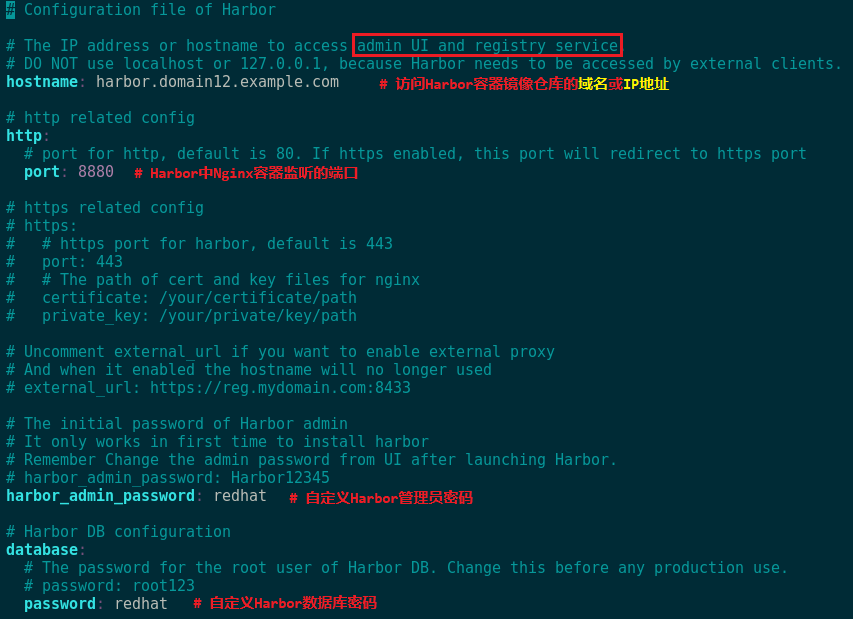 # Configuration file of Harbor
# The IP address or hostname to access admin UI and registry service.
# DO NOT use localhost or 127.0.0.1, because Harbor needs to be accessed by external clients.
hostname: harbor.domain12.example.com # 访问Harbor容器镜像仓库的域名或IP地址
# http related config
http:
# port for http, default is 80. If https enabled, this port will redirect to https port
port: 8880 # Harbor中Nginx容器监听的端口
# https related config
# https:
#   # https port for harbor, default is 443
#   port: 443
#   # The path of cert and key files for nginx
#   certificate: /your/certificate/path
#   private_key: /your/private/key/path
# Uncomment external_url if you want to enable external proxy
# And when it enabled the hostname will no longer used
# external_url: https://reg.mydomain.com:8433
# The initial password of Harbor admin
# It only works in first time to install harbor
# Remember Change the admin password from UI after launching Harbor.
# harbor_admin_password: Harbor12345
harbor_admin_password: redhat # 自定义Harbor管理员密码
# Harbor DB configuration
database:
# The password for the root user of Harbor DB. Change this before any production use.
# password: root123
password: redhat # 自定义Harbor数据库密码